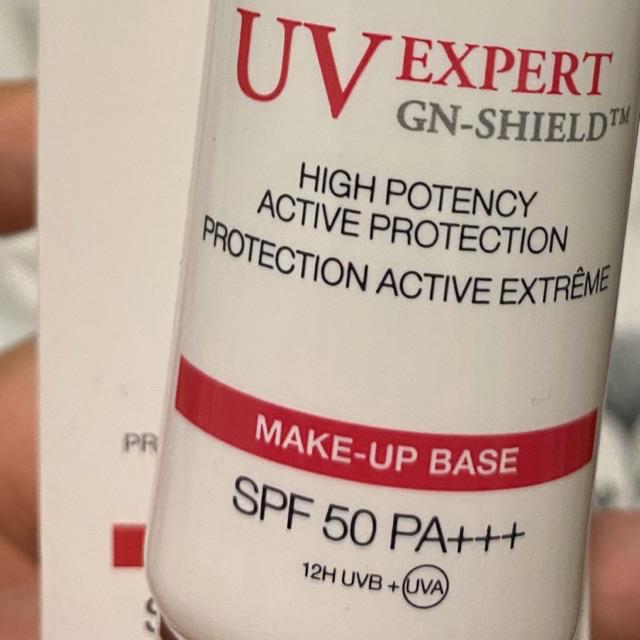 UV EXPERT
GN-SHIELD™
HIGH POTENCY
ACTIVE PROTECTION
PROTECTION ACTIVE EXTRÊME
MAKE-UP BASE
SPF 50 PA+++
12H UVB + UVA
PR
S